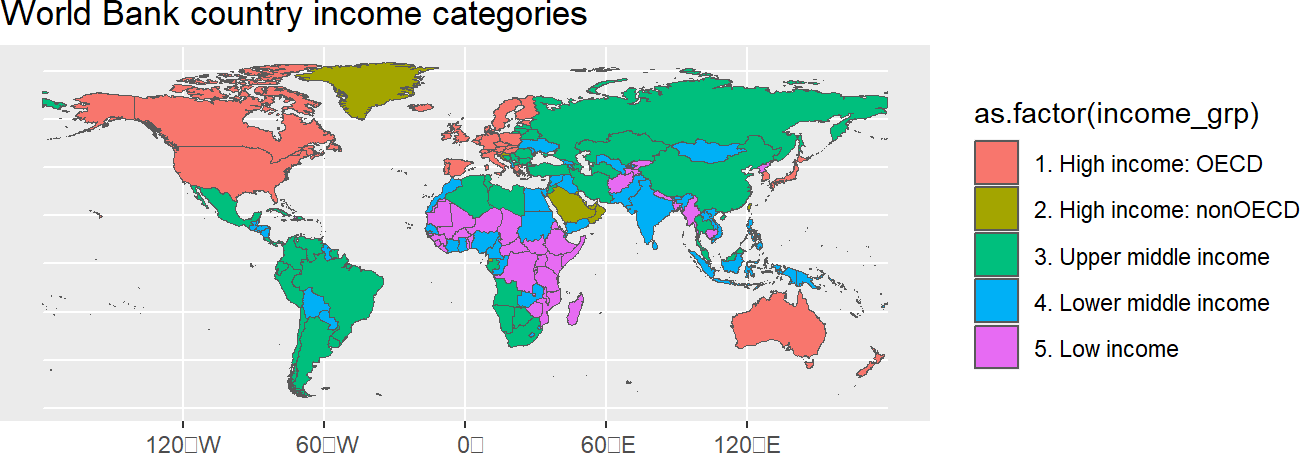 World Bank country income categories
as.factor(income_grp)
1. High income: OECD
2. High income: nonOECD
3. Upper middle income
4. Lower middle income
5. Low income
120□W 60□W 0□ 60□E 120□E